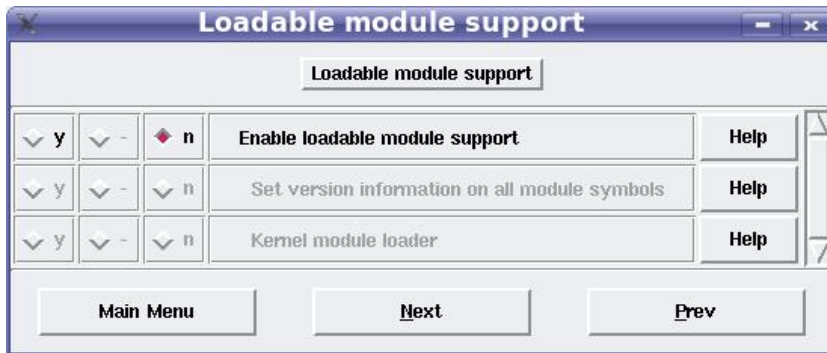 Loadable module support
Loadable module support
y - n Enable loadable module support Help
y - n Set version information on all module symbols Help
y - n Kernel module loader Help
Main Menu Next Prev